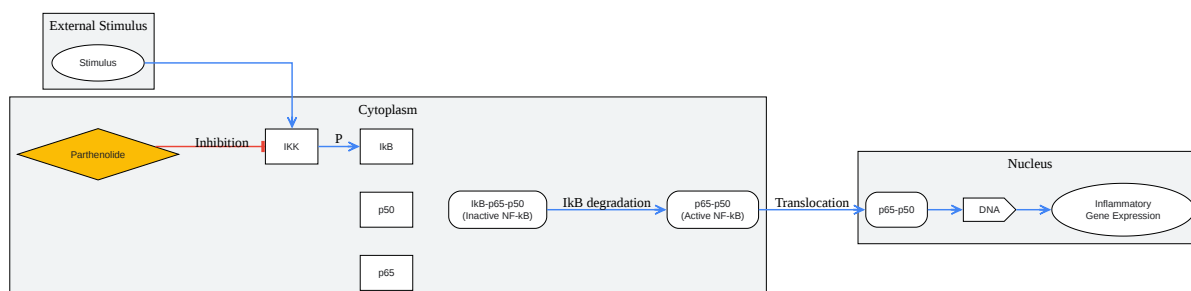 External Stimulus
Stimulus
Cytoplasm
Parthenolide
Inhibition
IKK
P
IkB
p50
p65
IkB-p65-p50
(Inactive NF-kB)
IkB degradation
p65-p50
(Active NF-kB)
Translocation
Nucleus
p65-p50
DNA
Inflammatory
Gene Expression